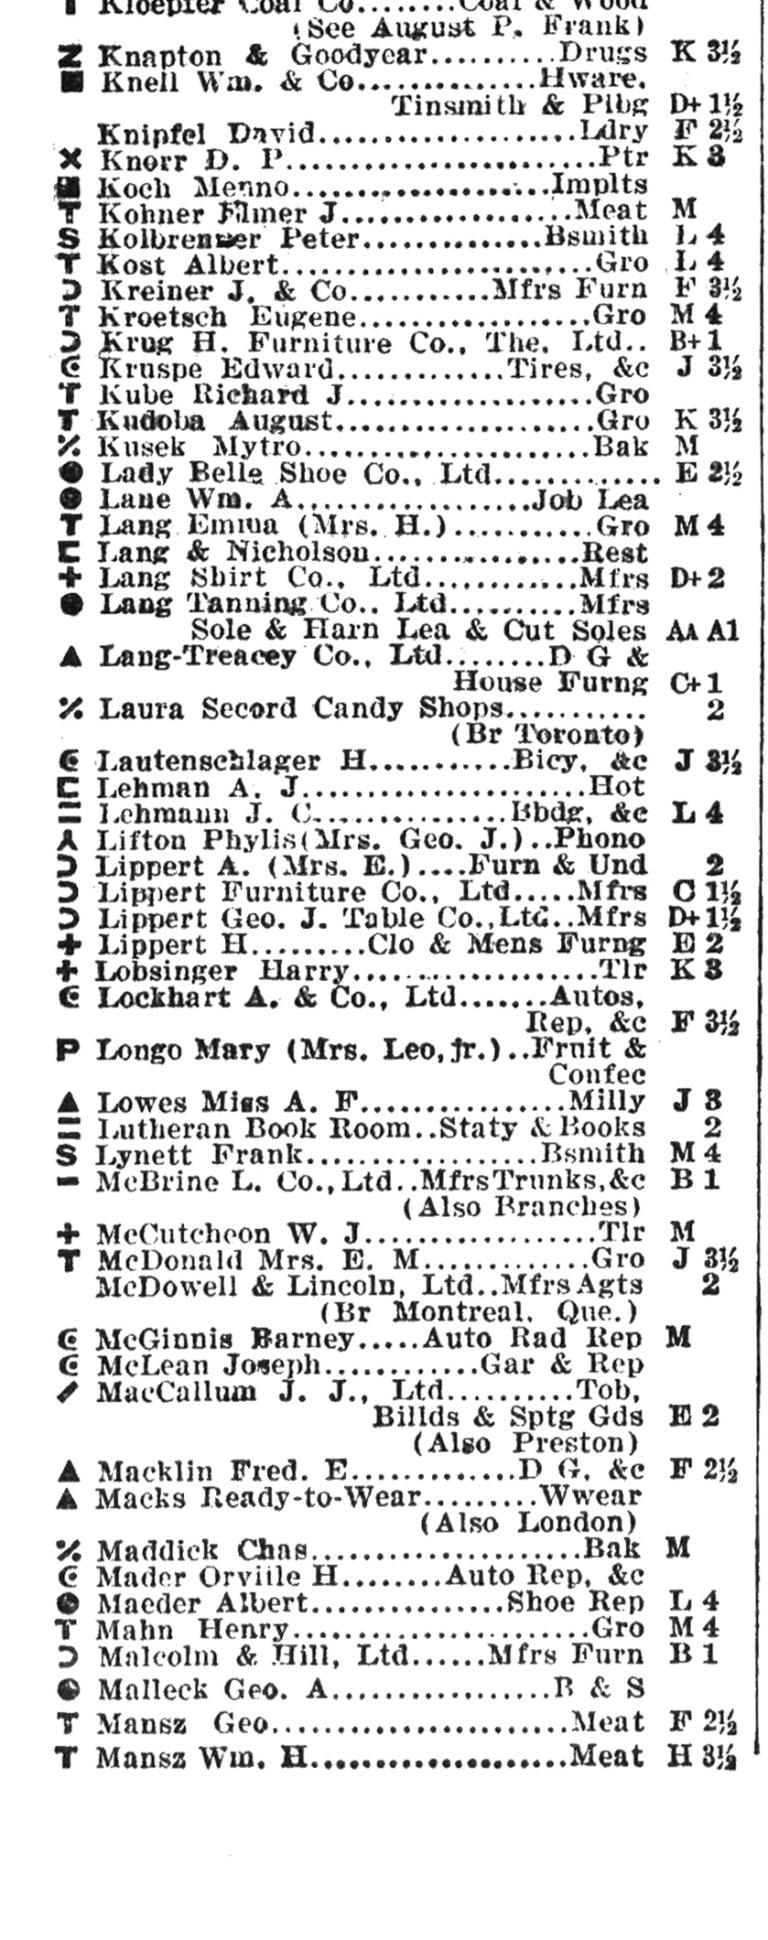 T Kloepfer Coal Co........Coal & Wood
(See August P. Frank)
Z Knapton & Goodyear..........Drugs K 3½
■ Knell Wm. & Co...............Hware.
Tinsmith & Plbg D+ 1½
Knipfel David.....................Ldry F 2½
✕ Knorr D. P.........................Ptr K 3
Koch Menno.....................Implts
T Kohner Filmer J...................Meat M
S Kolbrenner Peter...............Bsmith L 4
T Kost Albert.........................Gro L 4
Ↄ Kreiner J. & Co...........Mfrs Furn F 3½
T Kroetsch Eugene...................Gro M 4
Ↄ Krug H. Furniture Co., The, Ltd.. B+ 1
Є Kruspe Edward..............Tires, &c J 3½
T Kube Richard J....................Gro
T Kudoba August.....................Gro K 3½
⁒ Kusek Mytro.......................Bak M
● Lady Belle Shoe Co., Ltd............. E 2½
● Lane Wm. A...................Job Lea
T Lang Emma (Mrs. H.)............Gro M 4
⊏ Lang & Nicholson.................Rest
+ Lang Shirt Co., Ltd............Mfrs D+ 2
● Lang Tanning Co.. Ltd..........Mfrs
Sole & Harn Lea & Cut Soles AA A1
▲ Lang-Treacey Co., Ltd........D G &
House Furng C+ 1
⁒ Laura Secord Candy Shops........... 2
(Br Toronto)
Є Lautenschlager H...........Bicy, &c J 3½
⊏ Lehman A. J......................Hot
= Lehmann J. C...............Bbdg, &c L 4
⅄ Lifton Phylis(Mrs. Geo. J.)..Phono
Ↄ Lippert A. (Mrs. E.)....Furn & Und 2
Ↄ Lippert Furniture Co., Ltd.....Mfrs C 1½
Ↄ Lippert Geo. J. Table Co.,Ltd..Mfrs D+ 1½
+ Lippert H.........Clo & Mens Furng E 2
+ Lobsinger Harry...................Tlr K 3
Є Lockhart A. & Co., Ltd.......Autos,
Rep, &c F 3½
P Longo Mary (Mrs. Leo,jr.)..Fruit &
Confec
▲ Lowes Miss A. F................Milly J 3
= Lutheran Book Room..Staty & Books 2
S Lynett Frank..................Bsmith M 4
- McBrine L. Co.,Ltd..MfrsTrunks,&c B 1
(Also Branches)
+ McCutcheon W. J..................Tlr M
T McDonald Mrs. E. M.............Gro J 3½
McDowell & Lincoln, Ltd..Mfrs Agts 2
(Br Montreal, Que.)
Є McGinnis Barney.....Auto Rad Rep M
Є McLean Joseph............Gar & Rep
/ MacCallum J. J., Ltd..........Tob,
Billds & Sptg Gds E 2
(Also Preston)
▲ Macklin Fred. E.............D G, &c F 2½
▲ Macks Ready-to-Wear.........Wwear
(Also London)
⁒ Maddick Chas.....................Bak M
Є Mader Orville H........Auto Rep, &c
● Maeder Albert...............Shoe Rep L 4
T Mahn Henry........................Gro M 4
Ↄ Malcolm & Hill, Ltd......Mfrs Furn B 1
● Malleck Geo. A.................B & S
T Mansz Geo.......................Meat F 2½
T Mansz Wm. H....................Meat H 3½